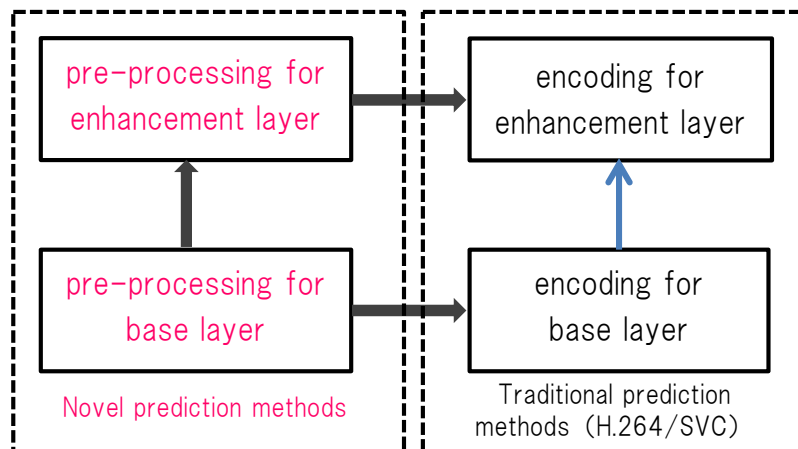 pre-processing for
enhancement layer
encoding for
enhancement layer
pre-processing for
base layer
encoding for
base layer
Novel prediction methods
Traditional prediction
methods (H.264/SVC)